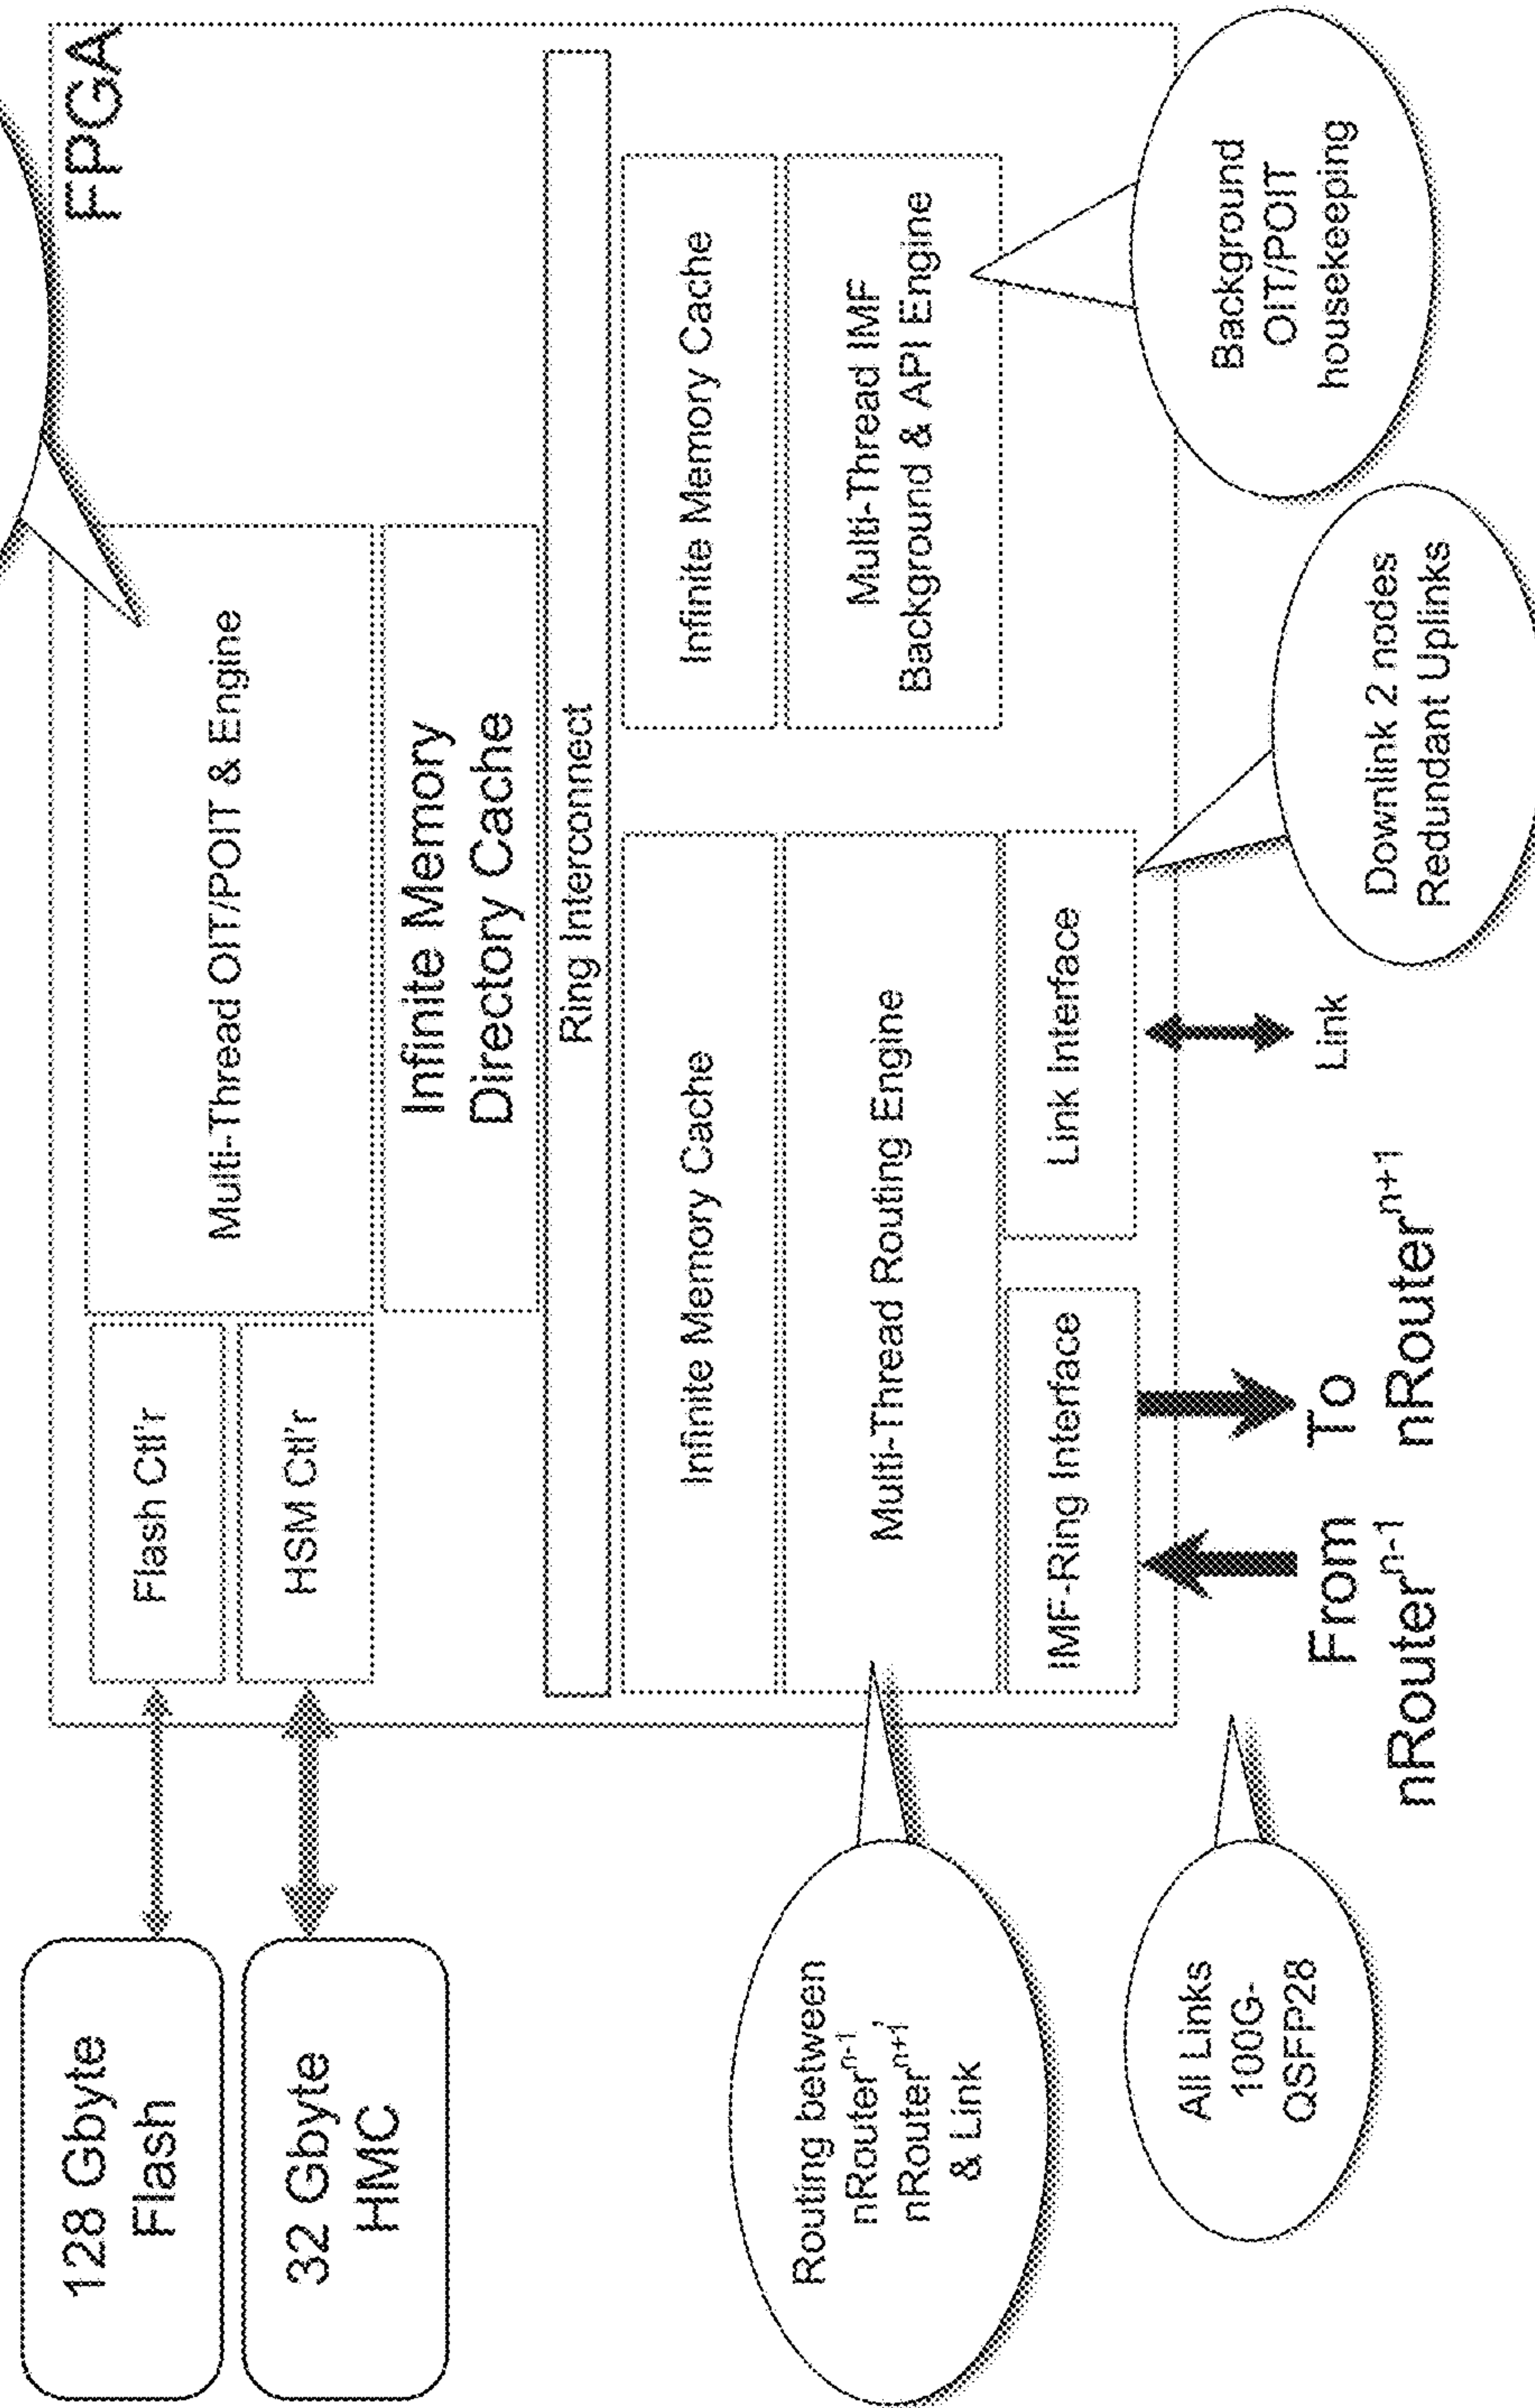 FPGA
128 Gbyte
Flash
32 Gbyte
HMC
Flash Ctl'r
HSM Ctl'r
Multi-Thread OIT/POIT & Engine
Infinite Memory
Directory Cache
Ring Interconnect
Infinite Memory Cache
Multi-Thread Routing Engine
IMF-Ring Interface
Link Interface
Infinite Memory Cache
Multi-Thread IMF
Background & API Engine
Routing between
nRouter^n-1,
nRouter^n+1
& Link
All Links
100G-
QSFP28
From
nRouter^n-1
To
nRouter^n+1
Link
Downlink 2 nodes
Redundant Uplinks
Background
OIT/POIT
housekeeping